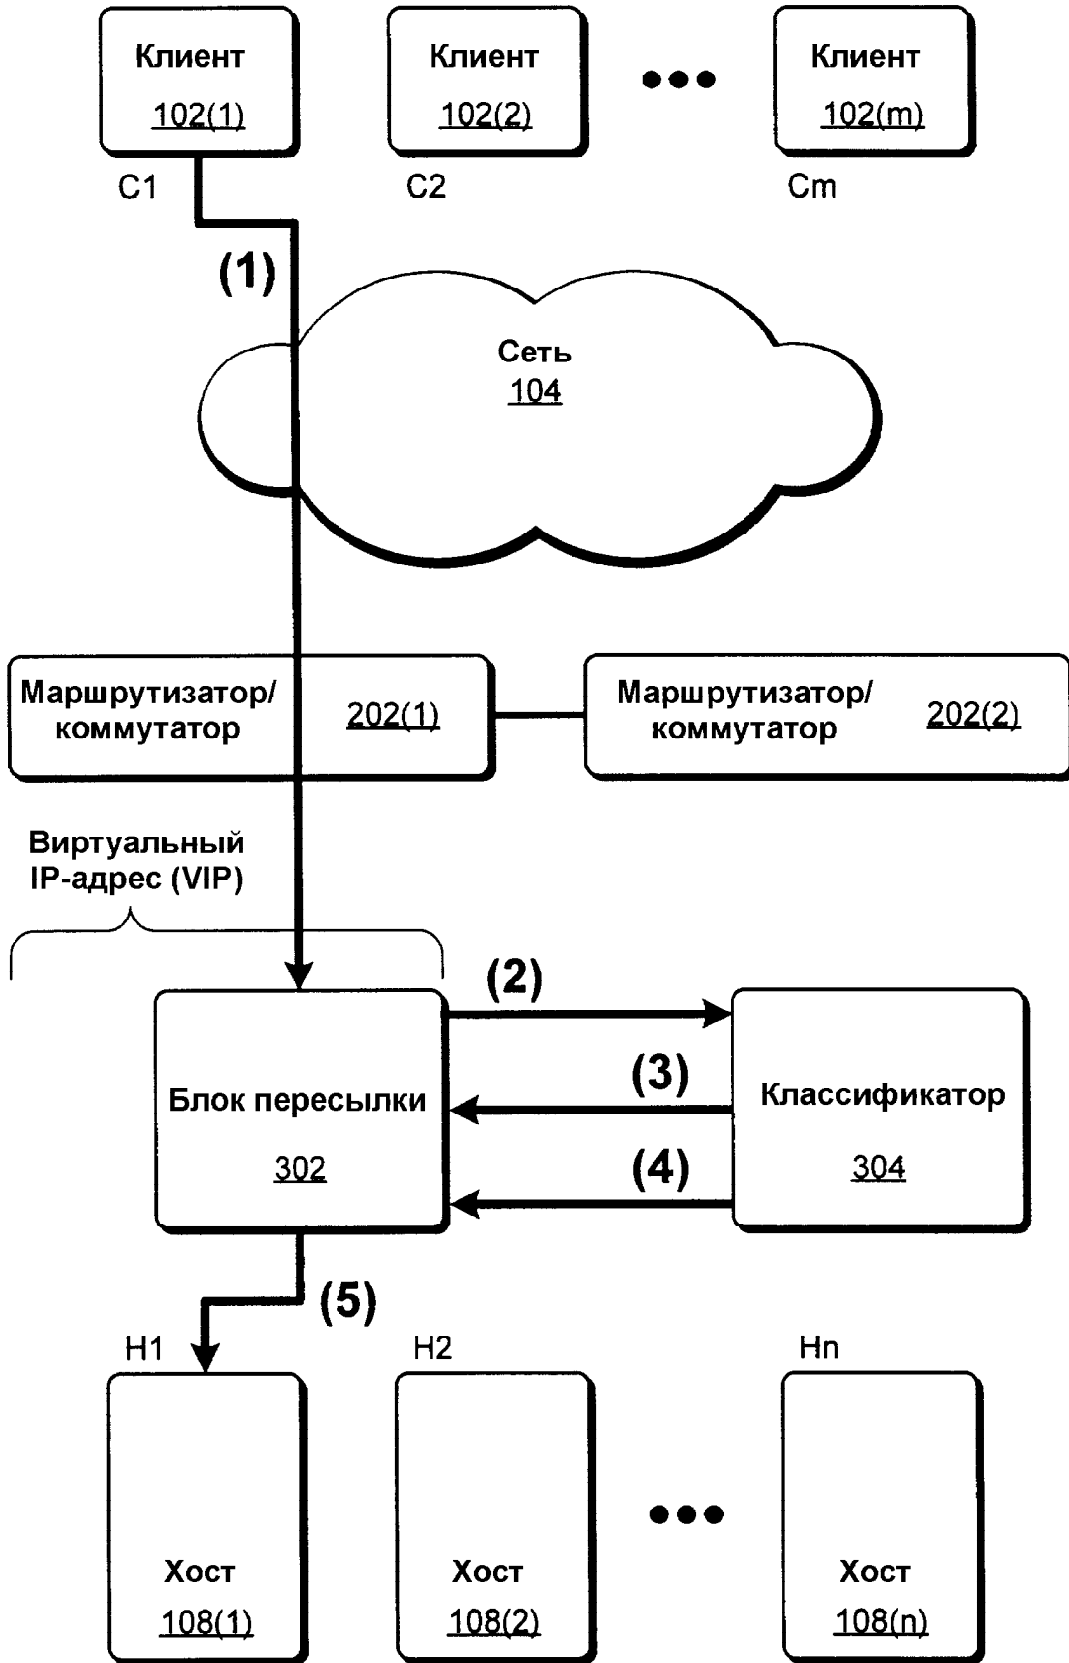 Клиент
102(1)
Клиент
102(2)
Клиент
102(m)
C1
C2
Cm
(1)
Сеть
104
Маршрутизатор/
коммутатор
202(1)
Маршрутизатор/
коммутатор
202(2)
Виртуальный
IP-адрес (VIP)
(2)
(3)
Блок пересылки
302
Классификатор
304
(4)
(5)
H1
H2
Hn
Хост
108(1)
Хост
108(2)
Хост
108(n)